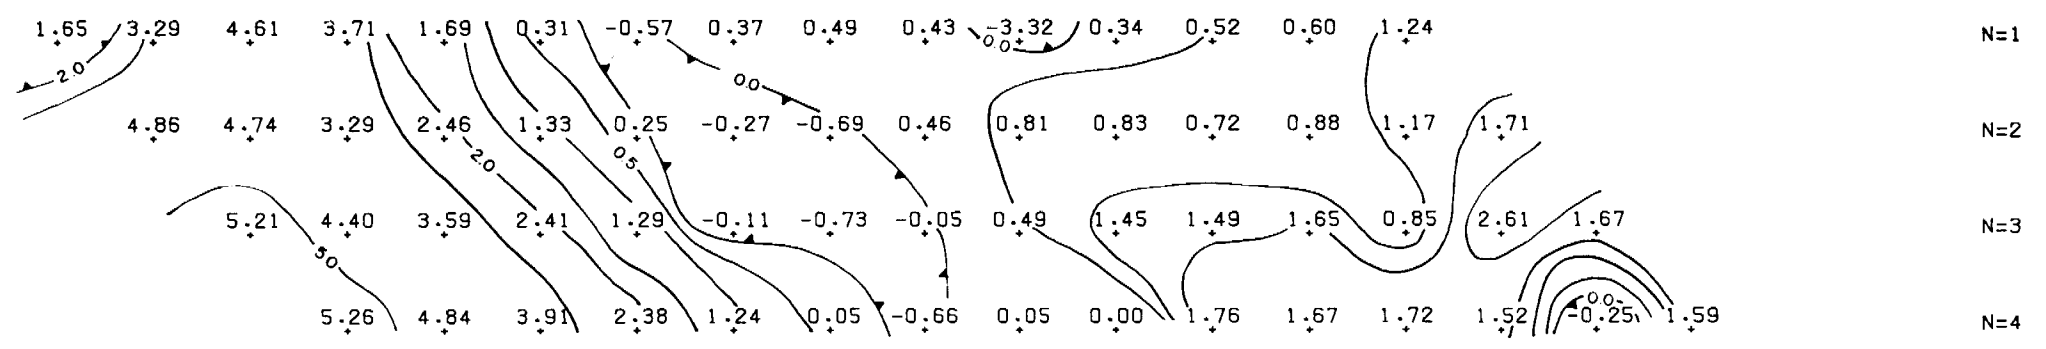 1.65 3.29 4.61 3.71 1.69 0.31 -0.57 0.37 0.49 0.43 -3.32 0.34 0.52 0.60 1.24 N=1
0.0
2.0
0.0
4.86 4.74 3.29 2.46 1.33 0.25 -0.27 -0.69 0.46 0.81 0.83 0.72 0.88 1.17 1.71 N=2
2.0
0.5
5.21 4.40 3.59 2.41 1.29 -0.11 -0.73 -0.05 0.49 1.45 1.49 1.65 0.85 2.61 1.67 N=3
5.0
0.0
5.26 4.84 3.91 2.38 1.24 0.05 -0.66 0.05 0.00 1.76 1.67 1.72 1.52 -0.25 1.59 N=4